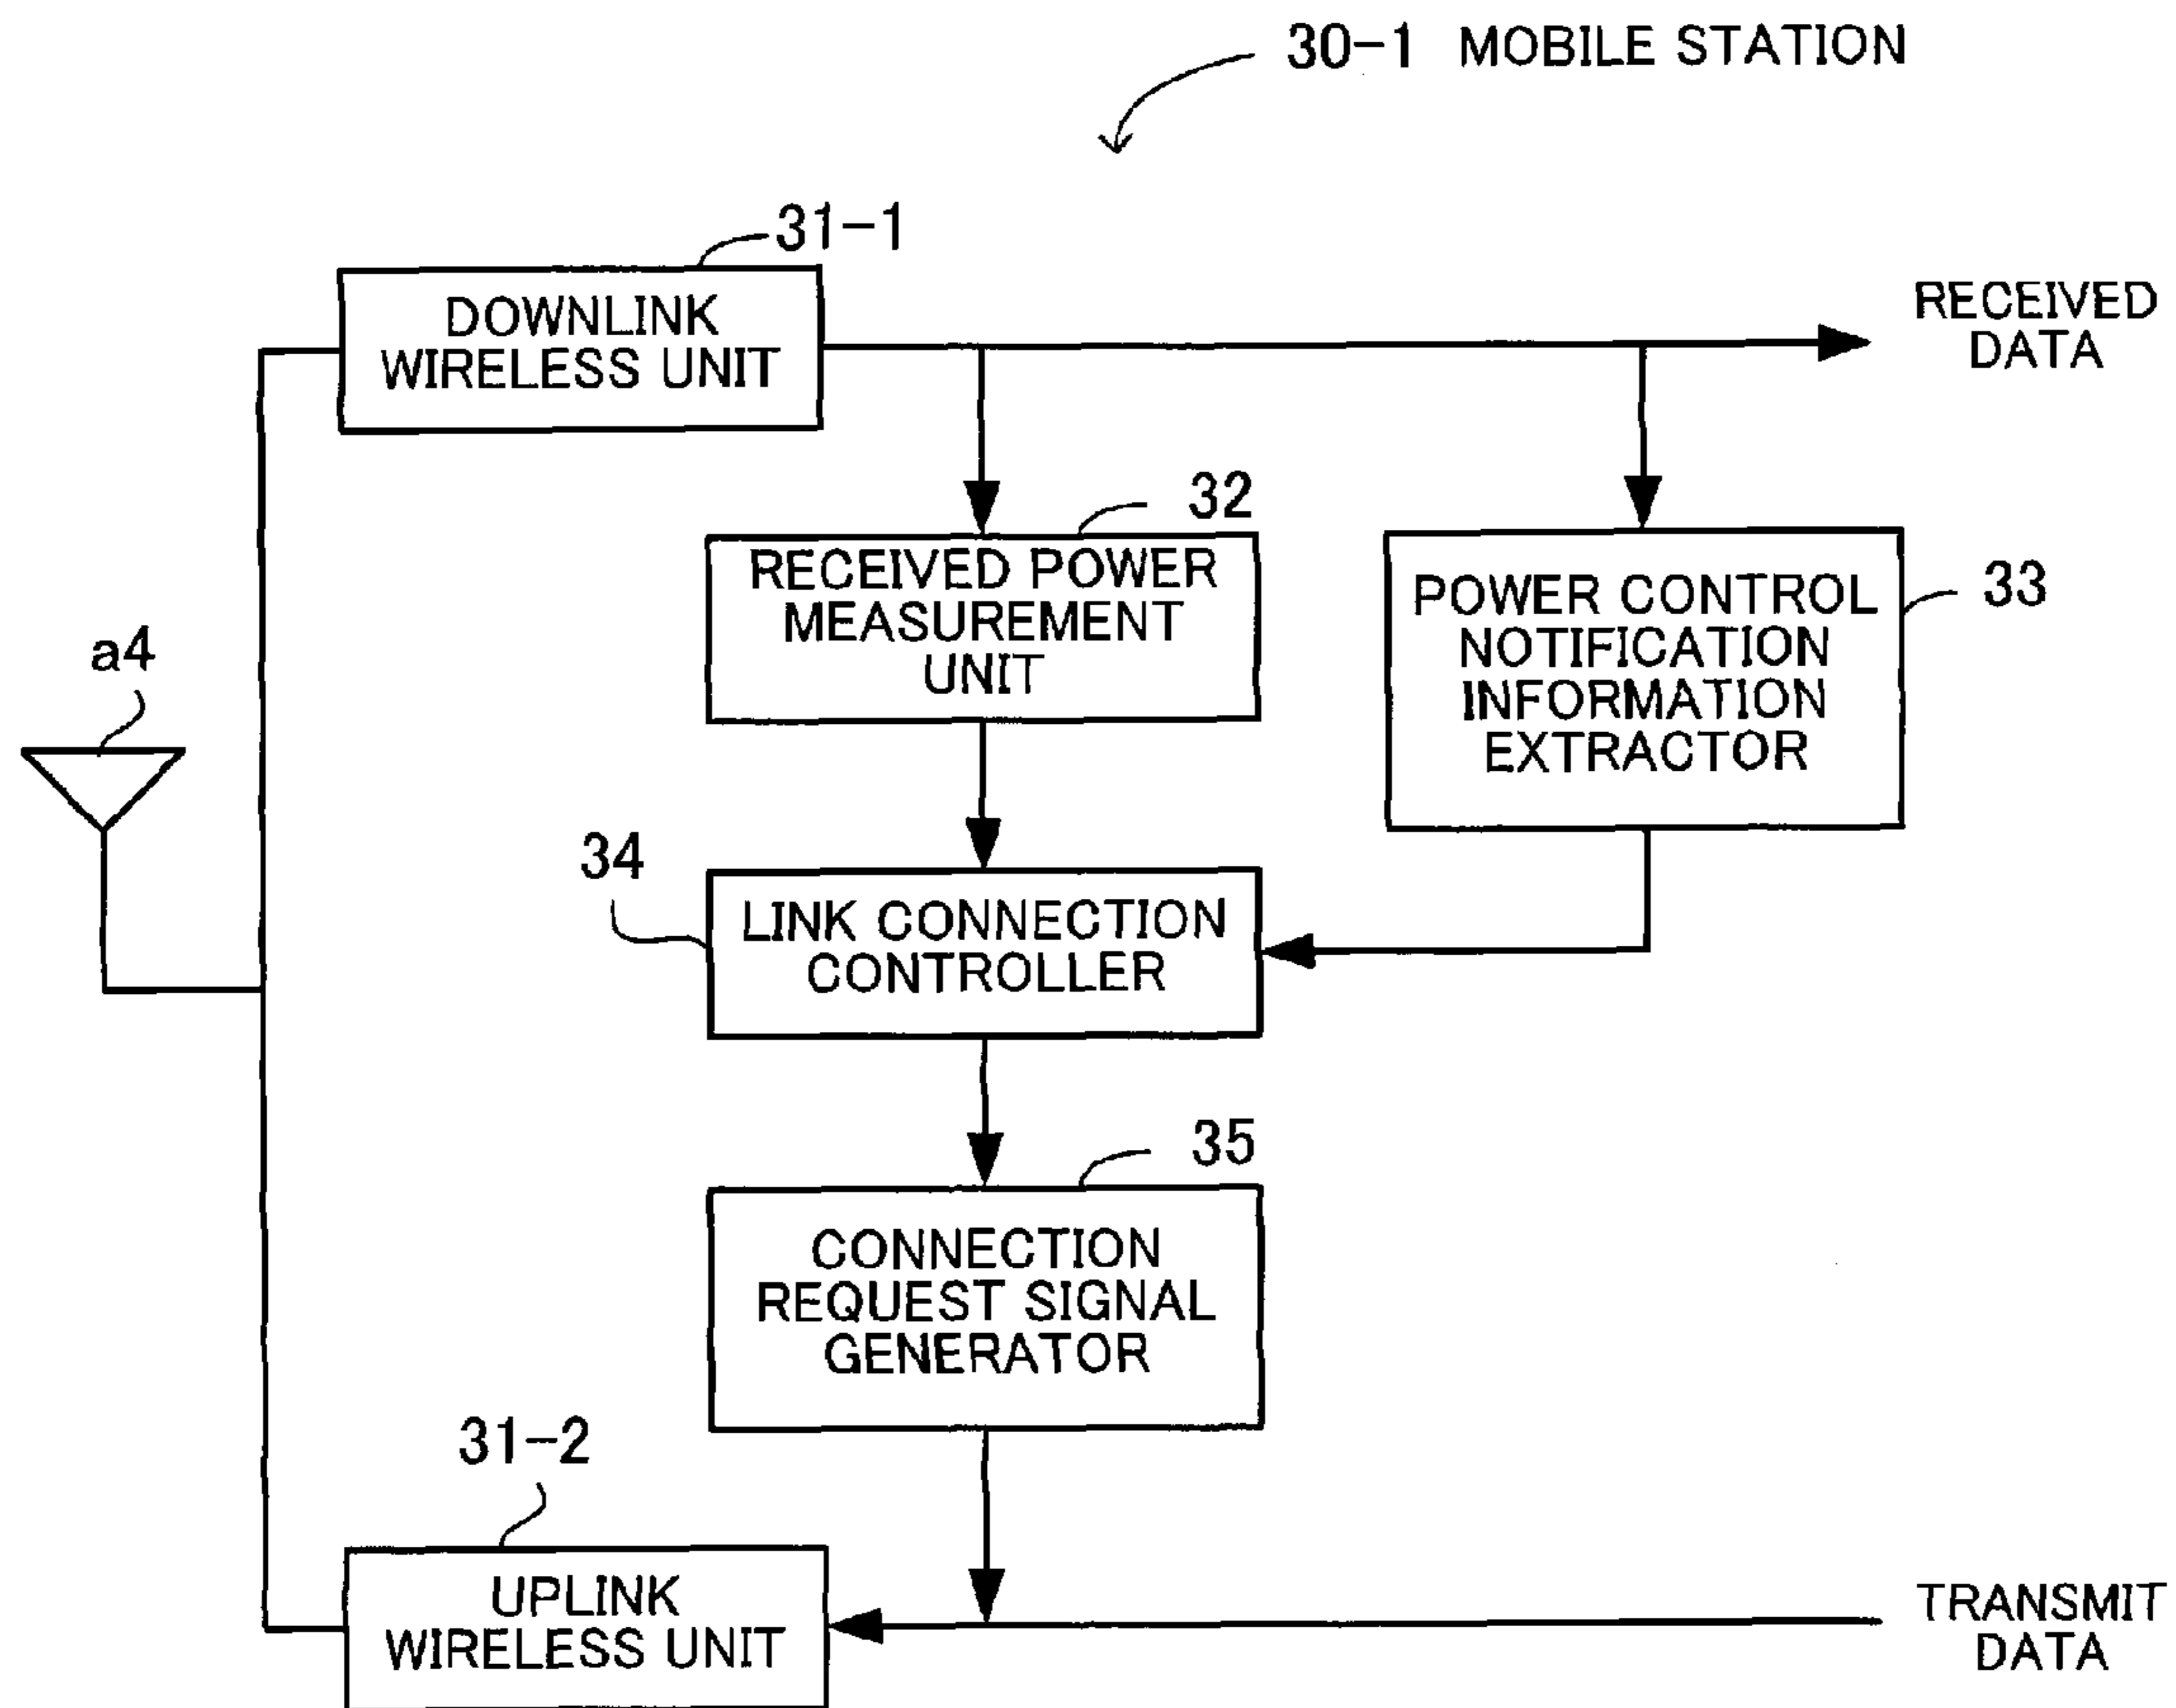 30-1 MOBILE STATION
31-1
DOWNLINK
WIRELESS UNIT
RECEIVED
DATA
32
RECEIVED POWER
MEASUREMENT
UNIT
33
POWER CONTROL
NOTIFICATION
INFORMATION
EXTRACTOR
a4
34
LINK CONNECTION
CONTROLLER
35
CONNECTION
REQUEST SIGNAL
GENERATOR
31-2
UPLINK
WIRELESS UNIT
TRANSMIT
DATA